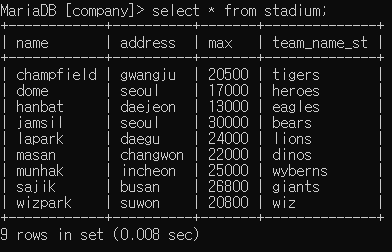 MariaDB [company]> select * from stadium;
+------------+----------+-------+--------------+
| name       | address  | max   | team_name_st |
+------------+----------+-------+--------------+
| champfield | gwangju  | 20500 | tigers       |
| dome       | seoul    | 17000 | heroes       |
| hanbat     | daejeon  | 13000 | eagles       |
| jamsil     | seoul    | 30000 | bears        |
| lapark     | daegu    | 24000 | lions        |
| masan      | changwon | 22000 | dinos        |
| munhak     | incheon  | 25000 | wyberns      |
| sajik      | busan    | 26800 | giants       |
| wizpark    | suwon    | 20800 | wiz          |
+------------+----------+-------+--------------+
9 rows in set (0.008 sec)